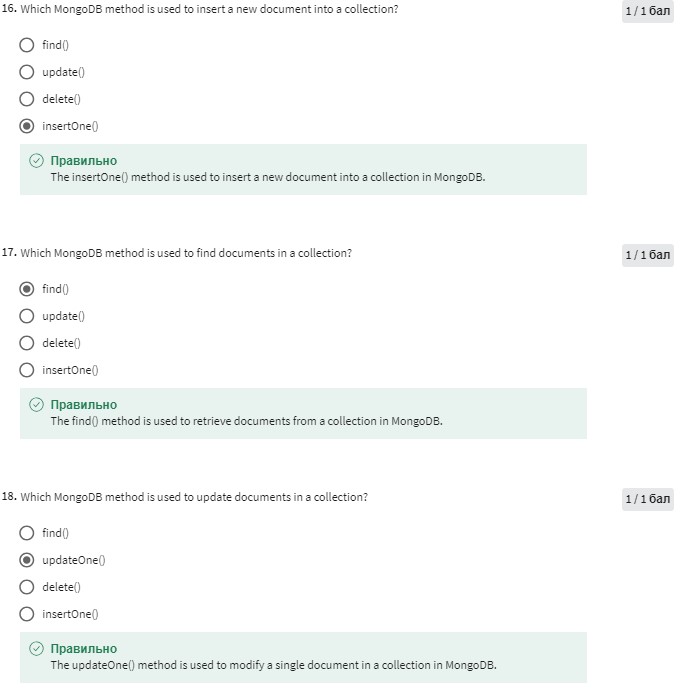 16. Which MongoDB method is used to insert a new document into a collection?
1 / 1 бал
find()
update()
delete()
insertOne()
Правильно
The insertOne() method is used to insert a new document into a collection in MongoDB.
17. Which MongoDB method is used to find documents in a collection?
1 / 1 бал
find()
update()
delete()
insertOne()
Правильно
The find() method is used to retrieve documents from a collection in MongoDB.
18. Which MongoDB method is used to update documents in a collection?
1 / 1 бал
find()
updateOne()
delete()
insertOne()
Правильно
The updateOne() method is used to modify a single document in a collection in MongoDB.